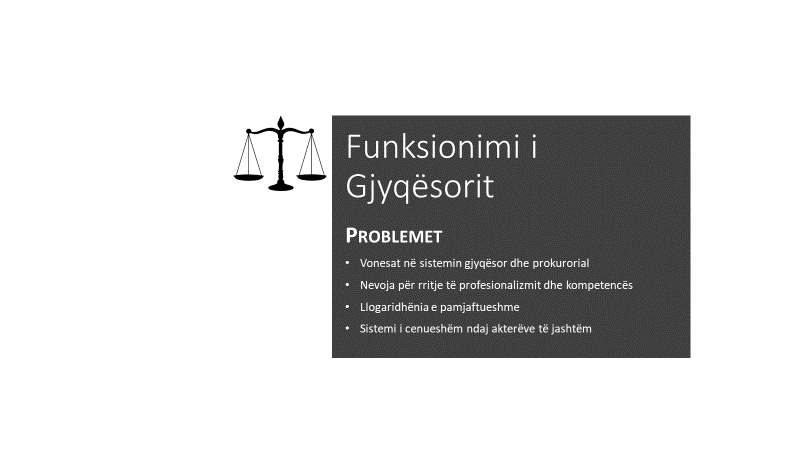 Funksionimi i
Gjyqësorit
PROBLEMET
• Vonesat në sistemin gjyqësor dhe prokurorial
• Nevoja për rritje të profesionalizmit dhe kompetencës
• Llogaridhënia e pamjaftueshme
• Sistemi i cenueshëm ndaj akterëve të jashtëm